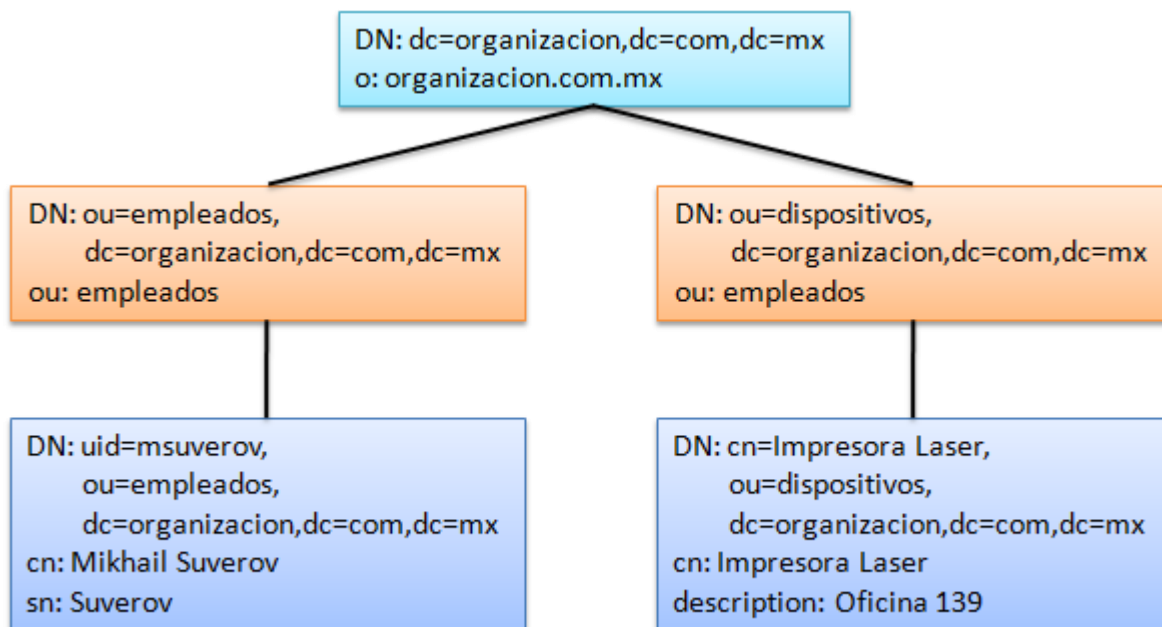 DN: dc=organizacion,dc=com,dc=mx
o: organizacion.com.mx
DN: ou=empleados,
dc=organizacion,dc=com,dc=mx
ou: empleados
DN: ou=dispositivos,
dc=organizacion,dc=com,dc=mx
ou: empleados
DN: uid=msuverov,
ou=empleados,
dc=organizacion,dc=com,dc=mx
cn: Mikhail Suverov
sn: Suverov
DN: cn=Impresora Laser,
ou=dispositivos,
dc=organizacion,dc=com,dc=mx
cn: Impresora Laser
description: Oficina 139